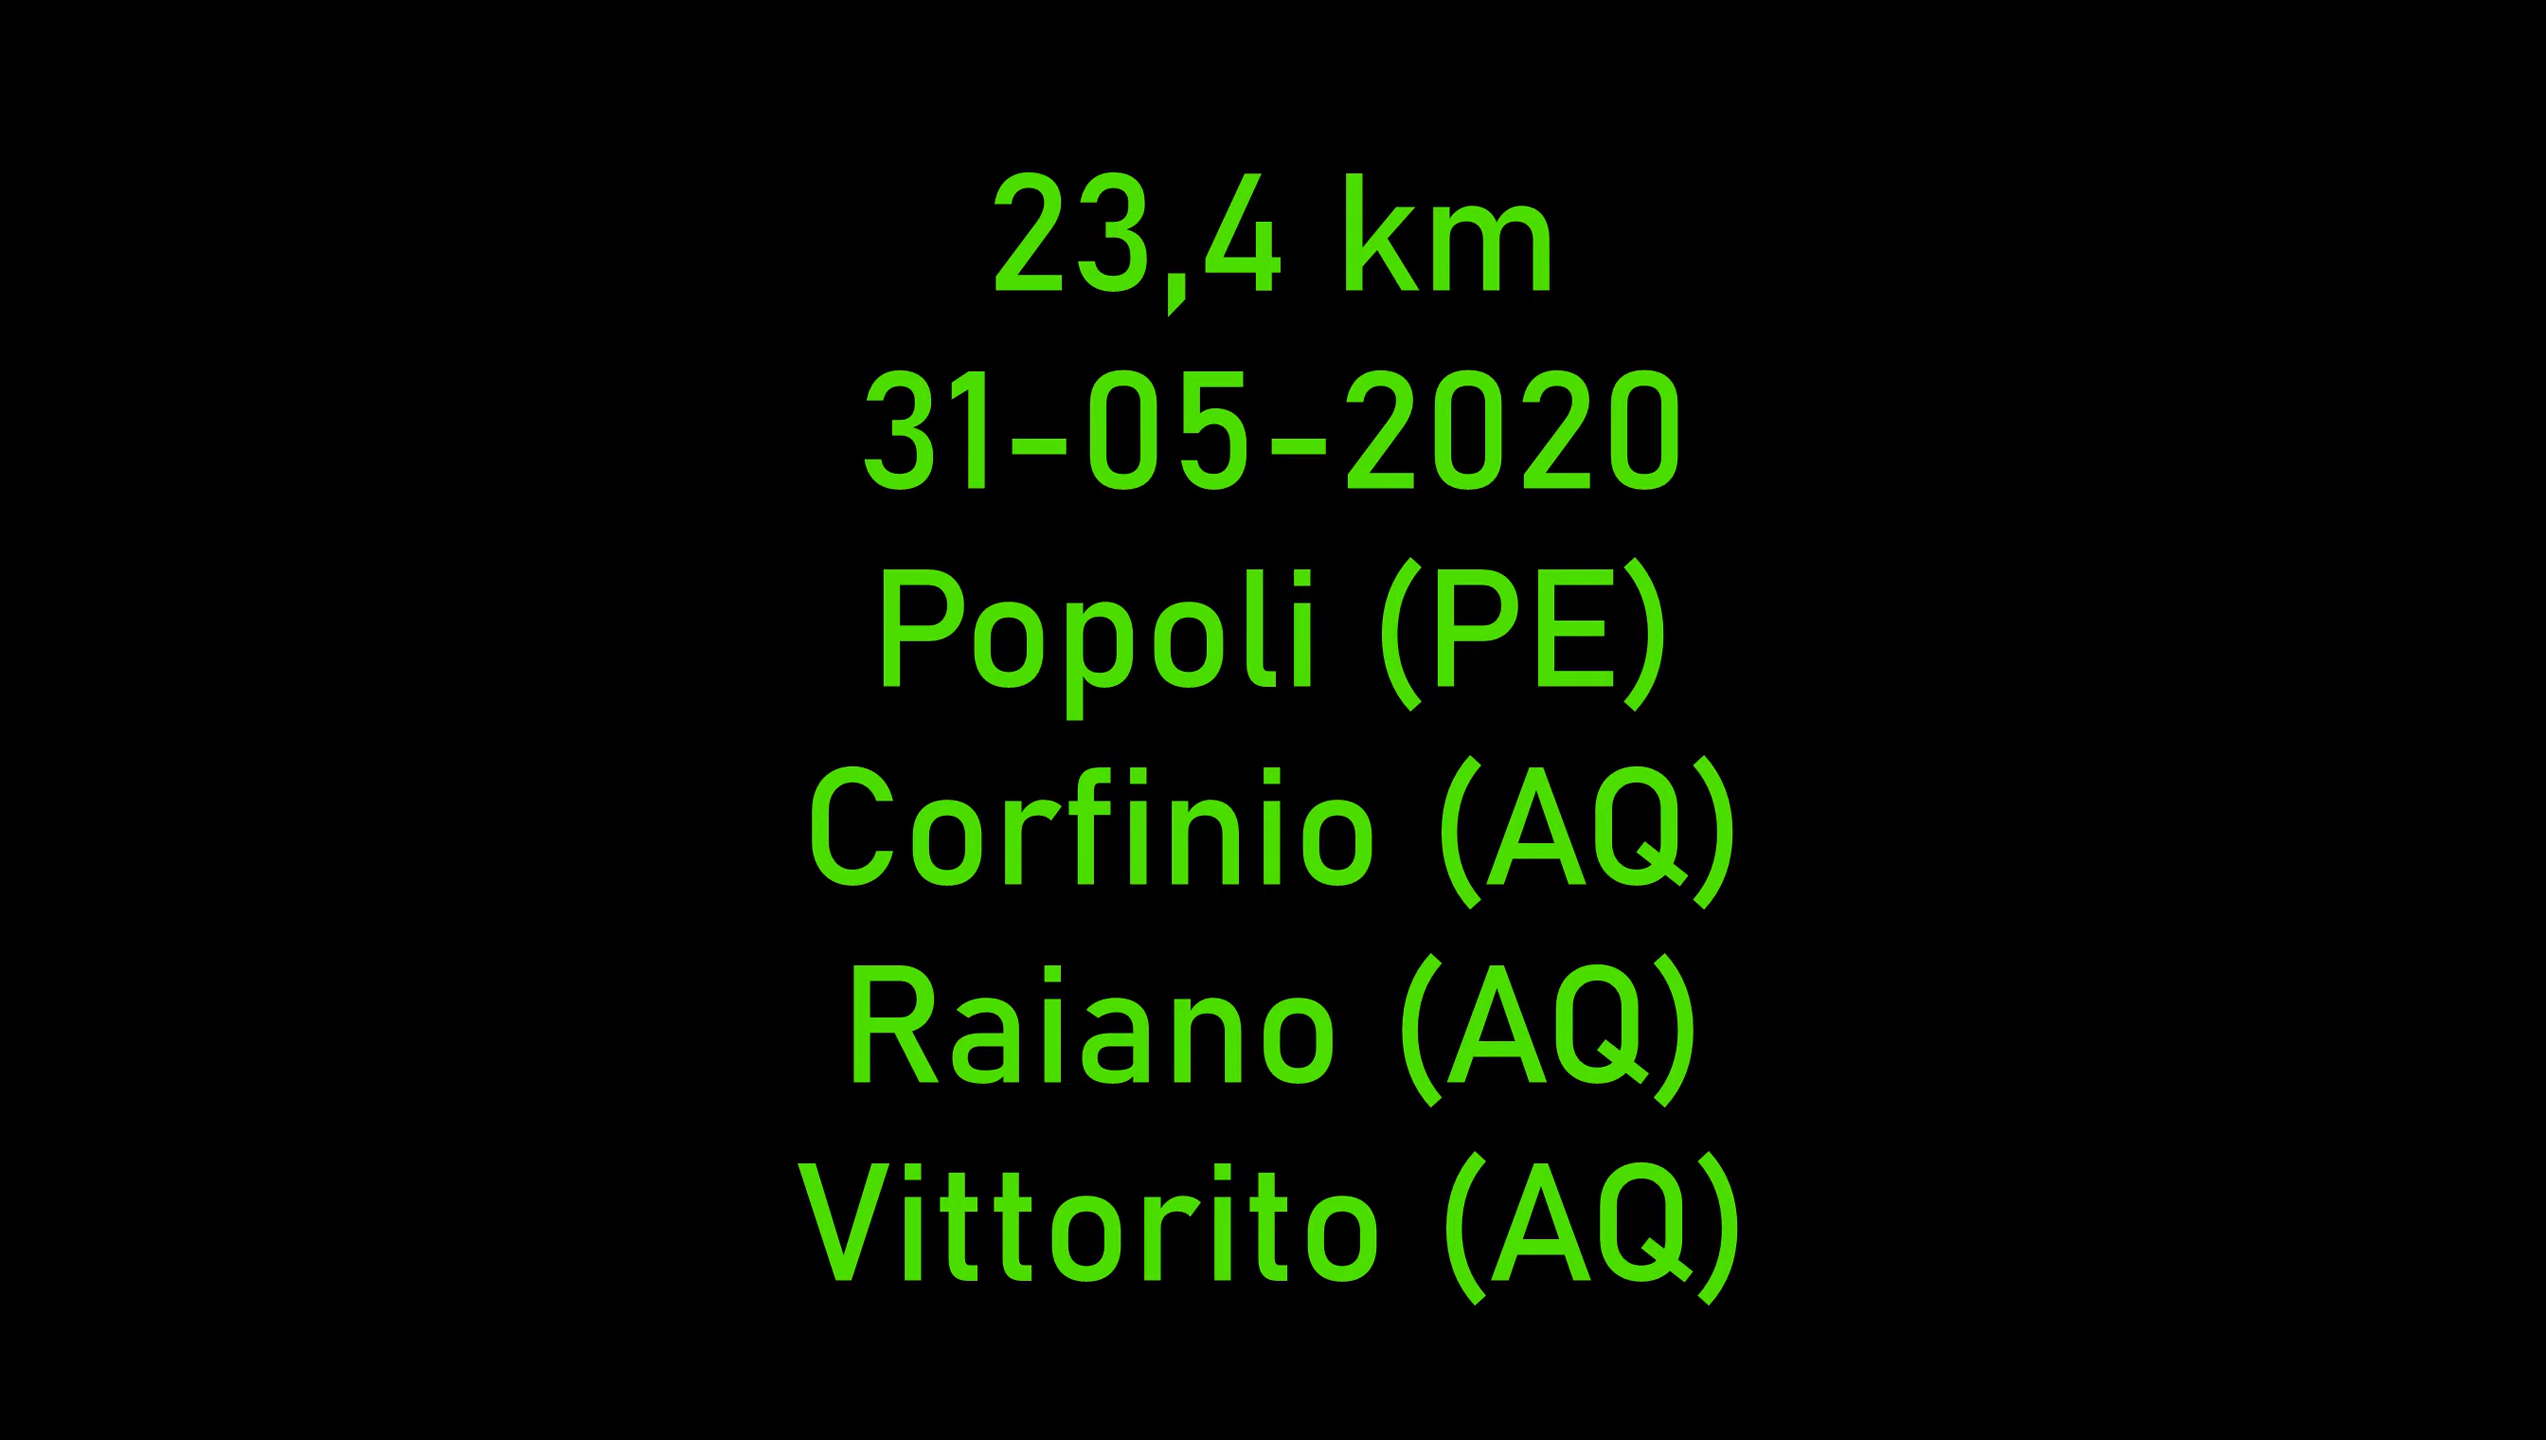 23,4 km
31-05-2020
Popoli (PE)
Corfinio (AQ)
Raiano (AQ)
Vittorito (AQ)